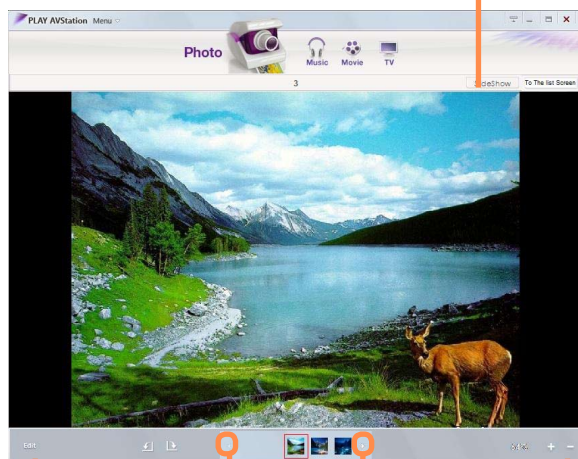 PLAY AVStation Menu
Photo
Music Movie TV
3
SlideShow To The list Screen
Edit